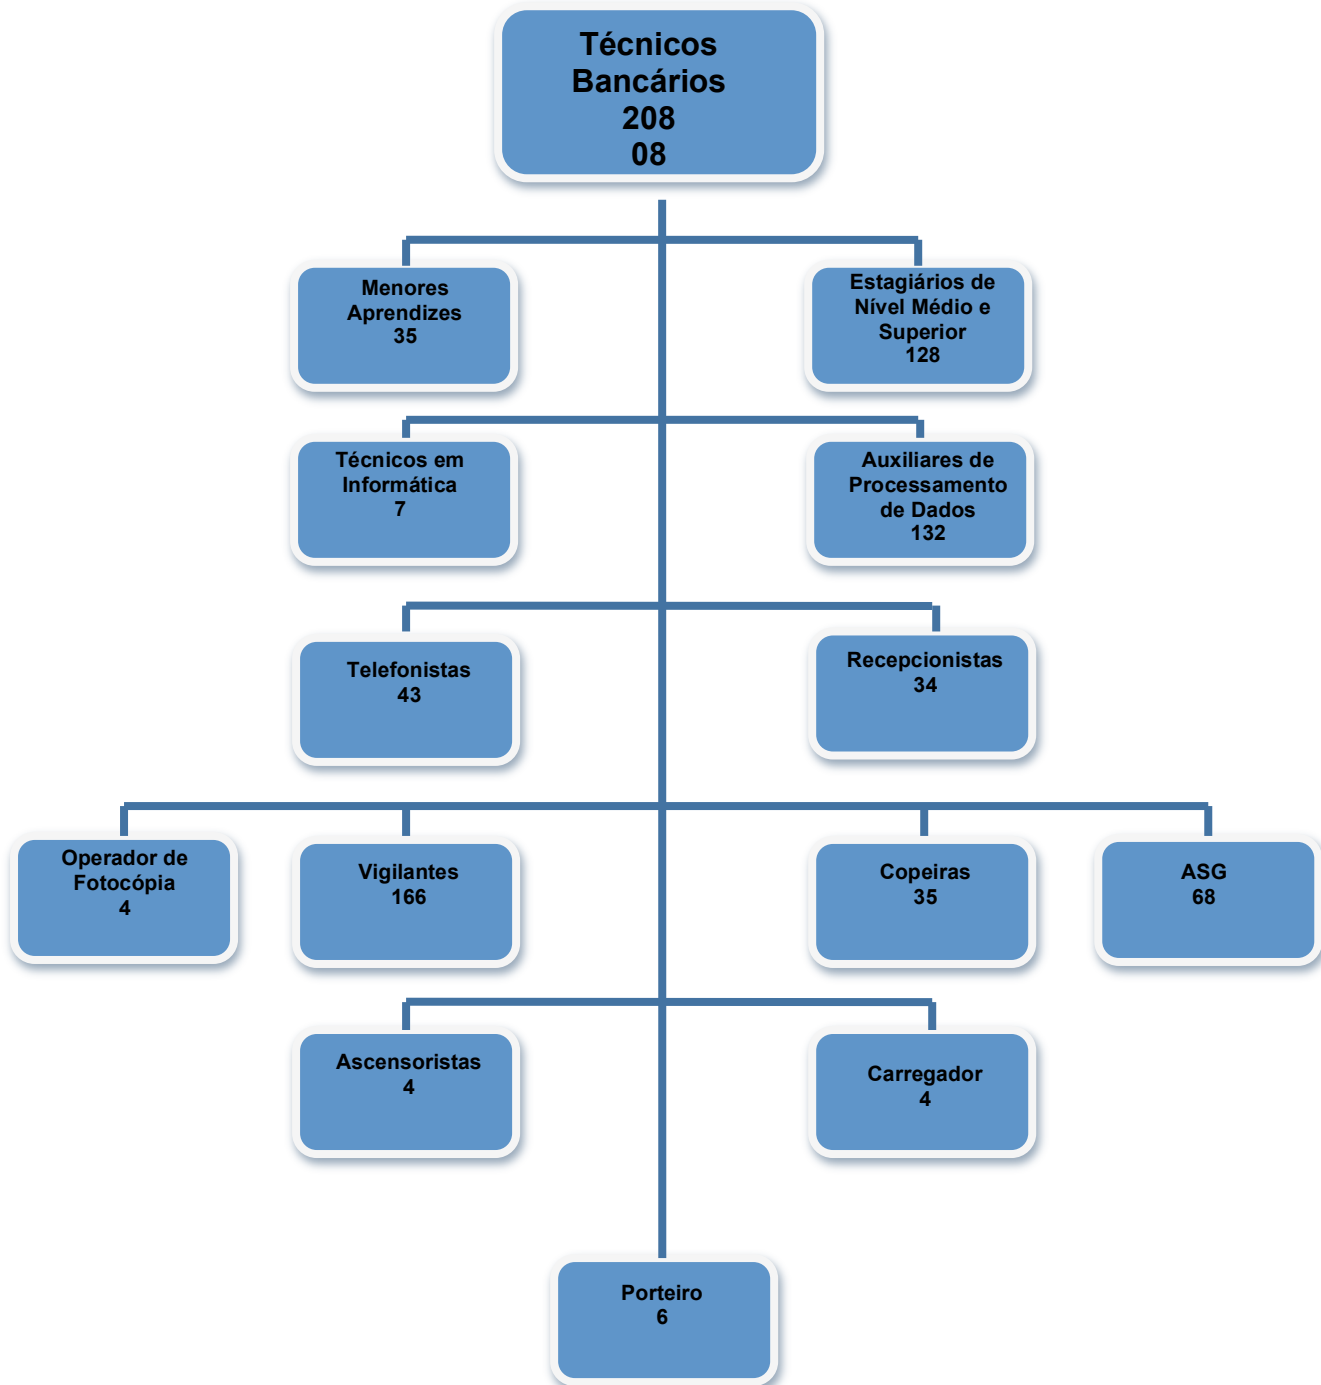 Técnicos
Bancários
208
08
Menores
Aprendizes
35
Estagiários de
Nível Médio e
Superior
128
Técnicos em
Informática
7
Auxiliares de
Processamento
de Dados
132
Telefonistas
43
Recepcionistas
34
Operador de
Fotocópia
4
Vigilantes
166
Copeiras
35
ASG
68
Ascensoristas
4
Carregador
4
Porteiro
6